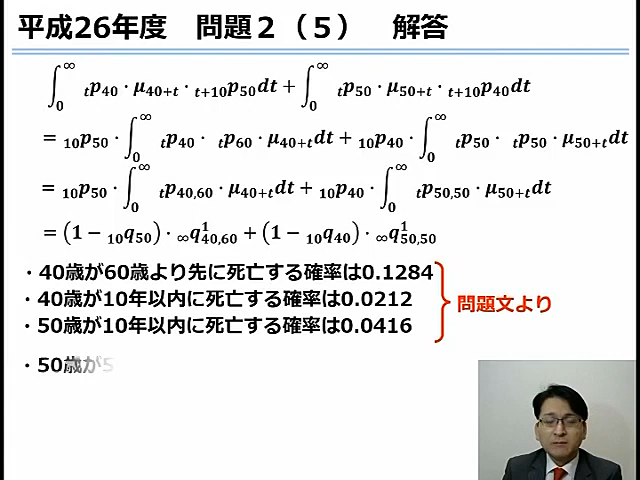 平成26年度　問題２（５）　解答
∫₀^∞ ₜp₄₀・μ₄₀₊ₜ・ₜ₊₁₀p₅₀dt + ∫₀^∞ ₜp₅₀・μ₅₀₊ₜ・ₜ₊₁₀p₄₀dt
= ₁₀p₅₀・∫₀^∞ ₜp₄₀・ₜp₆₀・μ₄₀₊ₜdt + ₁₀p₄₀・∫₀^∞ ₜp₅₀・ₜp₅₀・μ₅₀₊ₜdt
= ₁₀p₅₀・∫₀^∞ ₜp₄₀,₆₀・μ₄₀₊ₜdt + ₁₀p₄₀・∫₀^∞ ₜp₅₀,₅₀・μ₅₀₊ₜdt
= (1 − ₁₀q₅₀)・∞q¹₄₀,₆₀ + (1 − ₁₀q₄₀)・∞q¹₅₀,₅₀
・40歳が60歳より先に死亡する確率は0.1284
・40歳が10年以内に死亡する確率は0.0212
・50歳が10年以内に死亡する確率は0.0416
問題文より
・50歳が5